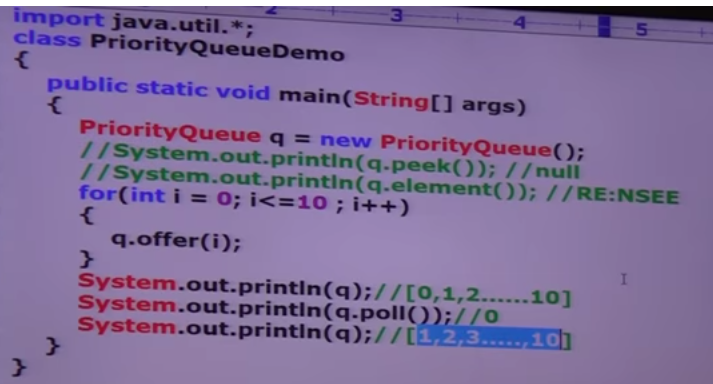 2 3 4 5
import java.util.*;
class PriorityQueueDemo
{
public static void main(String[] args)
{
PriorityQueue q = new PriorityQueue();
//System.out.println(q.peek()); //null
//System.out.println(q.element()); //RE:NSEE
for(int i = 0; i<=10 ; i++)
{
q.offer(i);
}
System.out.println(q);//[0,1,2......10]
System.out.println(q.poll());//0
System.out.println(q);//[1,2,3.....,10]
}
}